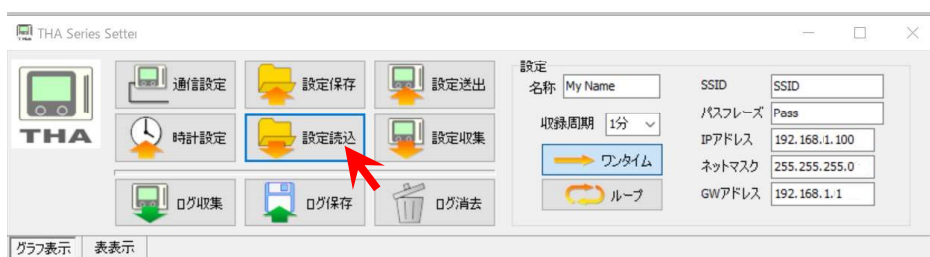 THA Series Setter
THA
通信設定
設定保存
設定送出
時計設定
設定読込
設定収集
ログ収集
ログ保存
ログ消去
設定
名称 My Name
収録周期 1分
ワンタイム
ループ
SSID SSID
パスフレーズ Pass
IPアドレス 192.168.1.100
ネットマスク 255.255.255.0
GWアドレス 192.168.1.1
グラフ表示 表表示